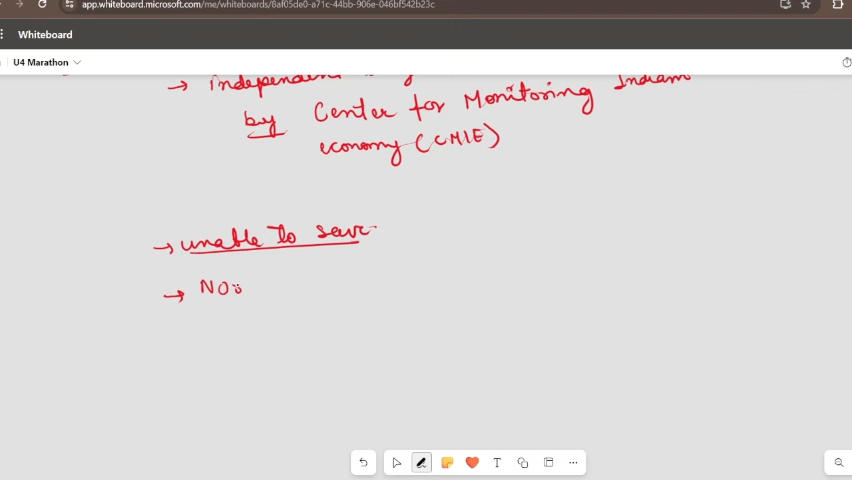 app.whiteboard.microsoft.com/me/whiteboards/8af05de0-a71c-44bb-906e-046bf542b23c
Whiteboard
U4 Marathon
→ independent Indian
by Center for Monitoring
economy (CMIE)
→ unable to save
→ NO
T